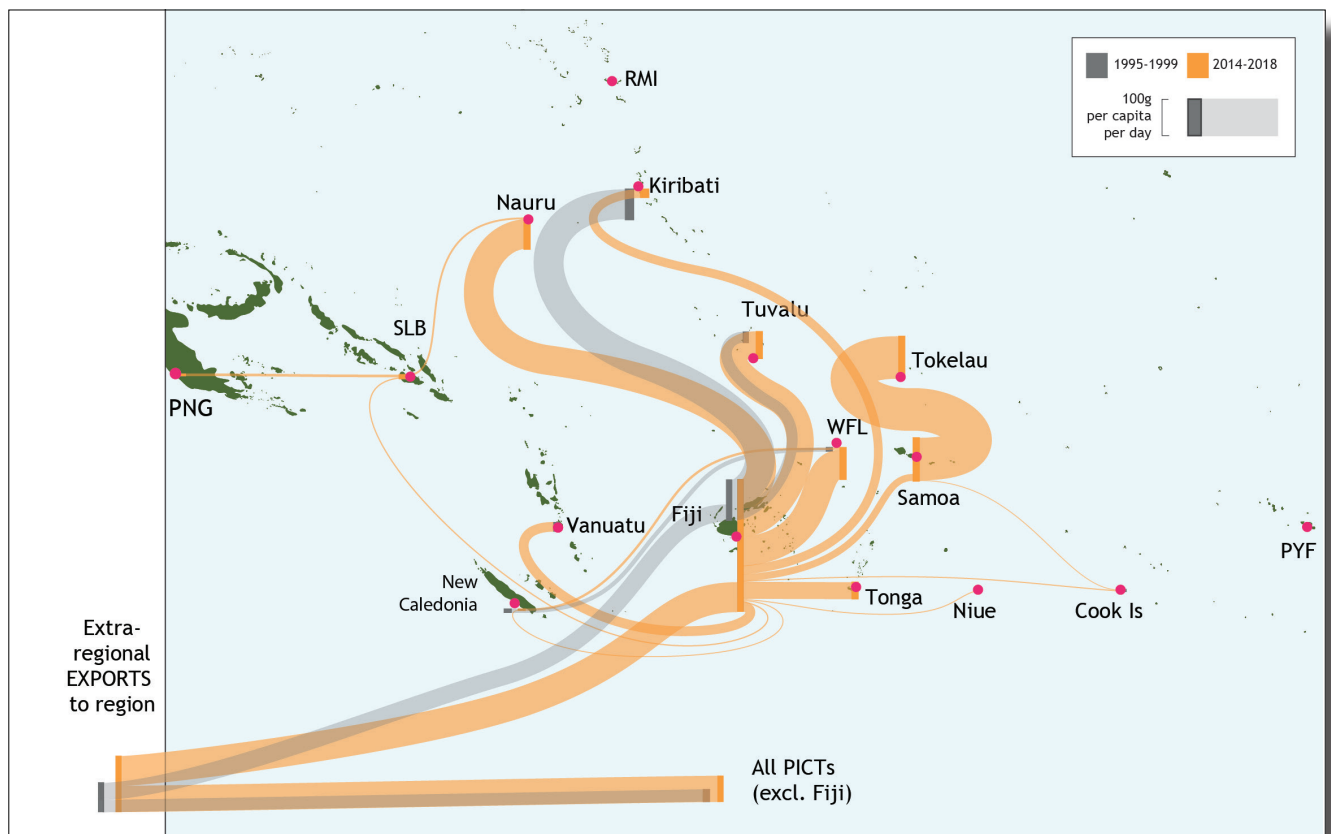 1995-1999
2014-2018
100g
per capita
per day
RMI
Kiribati
Nauru
Tuvalu
SLB
Tokelau
PNG
WFL
Samoa
Fiji
Vanuatu
PYF
New
Caledonia
Tonga
Niue
Cook Is
Extra-
regional
EXPORTS
to region
All PICTs
(excl. Fiji)